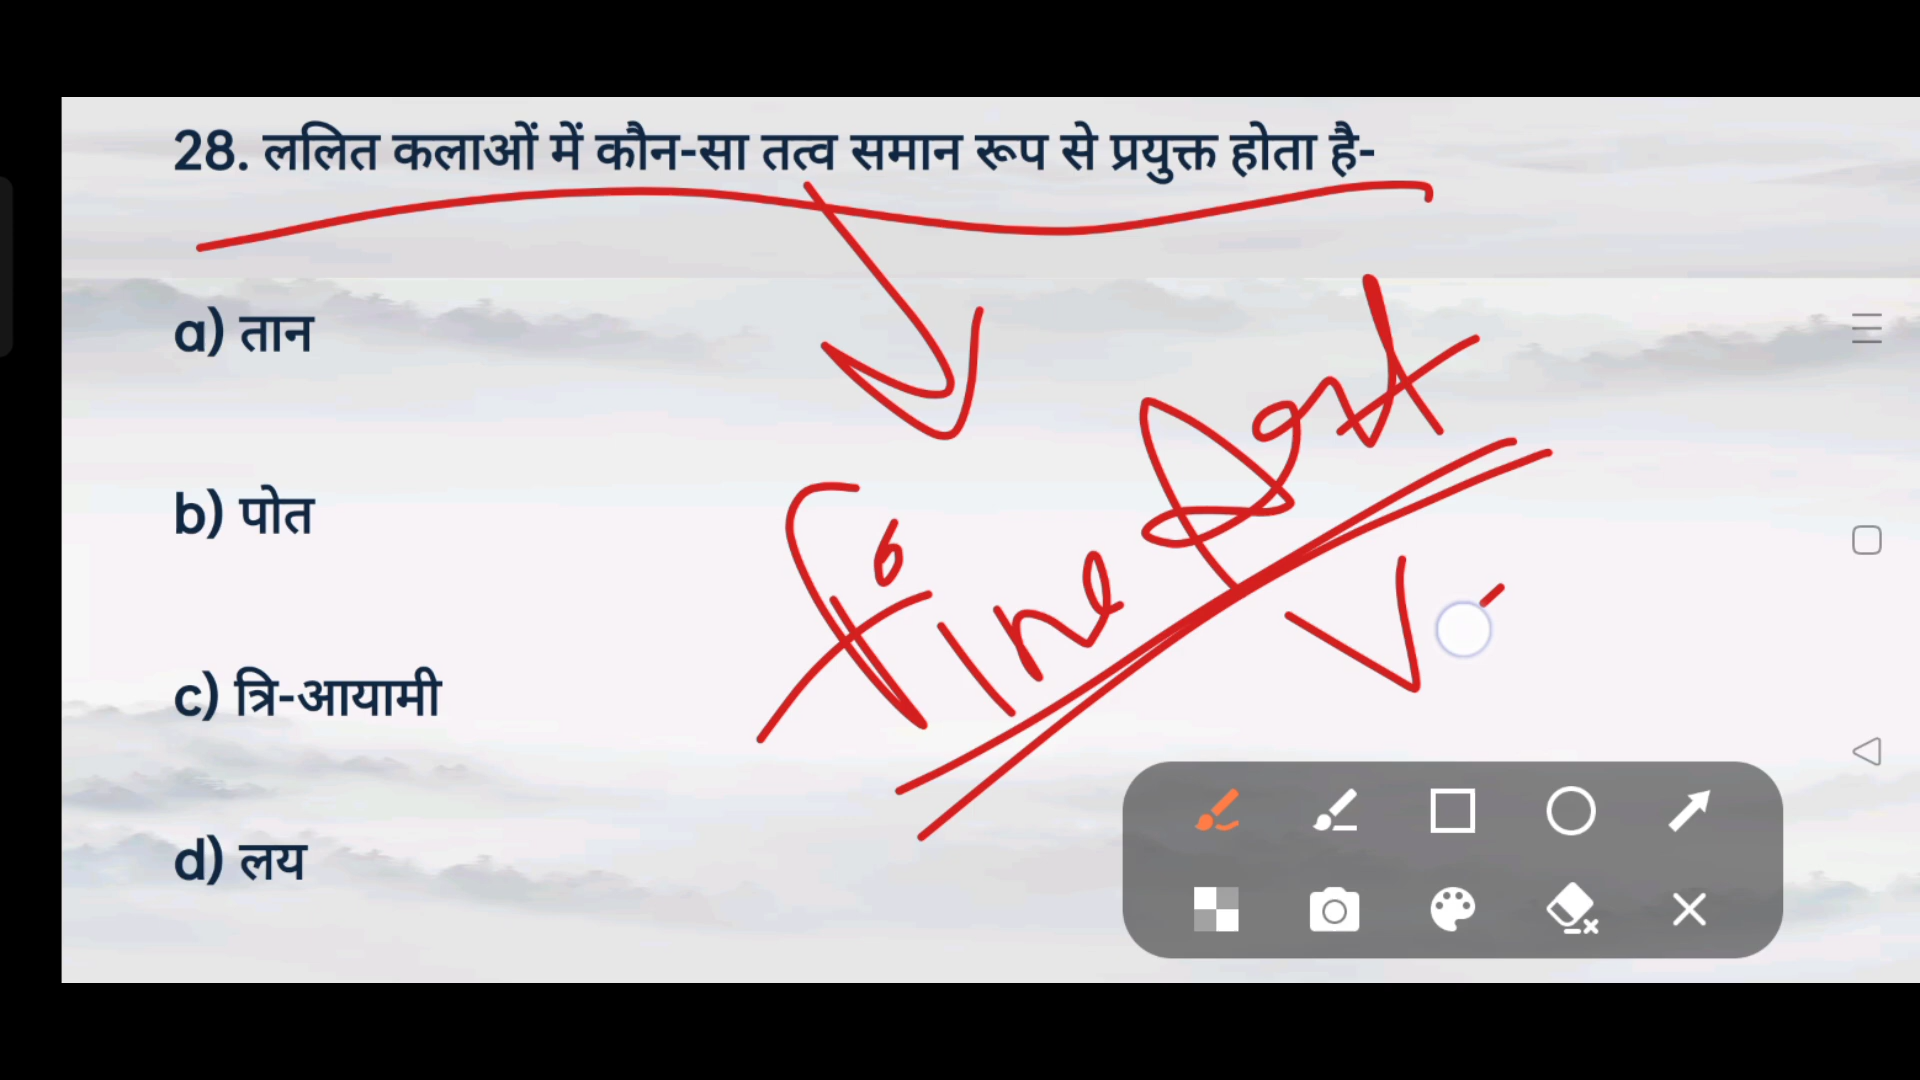 28. ललित कलाओं में कौन-सा तत्व समान रूप से प्रयुक्त होता है-
a) तान
b) पोत
c) त्रि-आयामी
d) लय
fine Art